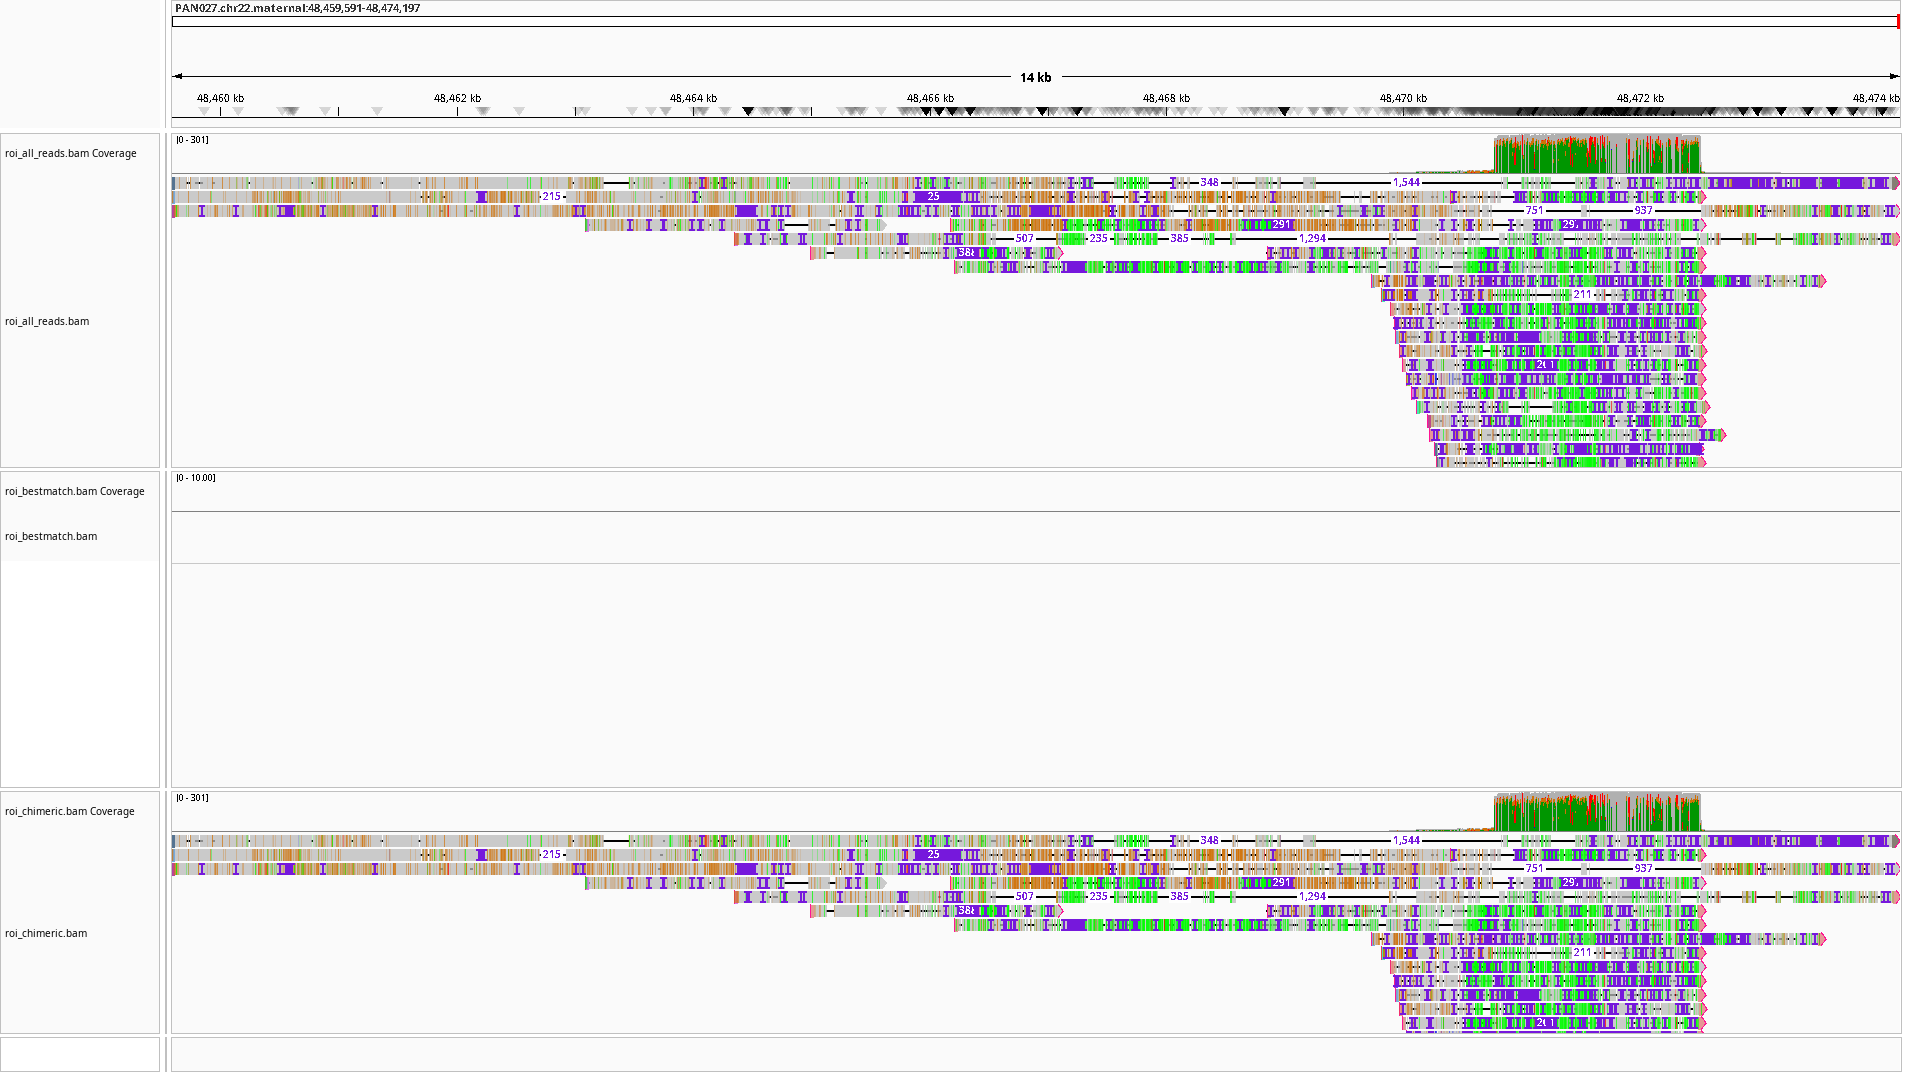 PAN027.chr22.maternal:48,459,591-48,474,197
14 kb
48,460 kb 48,462 kb 48,464 kb 48,466 kb 48,468 kb 48,470 kb 48,472 kb 48,474 kb
roi_all_reads.bam Coverage
[0 - 301]
348 1,544
215 25
751 937
291 29
507 235 385 1,294
388
211
roi_all_reads.bam
roi_bestmatch.bam Coverage
[0 - 10.00]
roi_bestmatch.bam
roi_chimeric.bam Coverage
[0 - 301]
348 1,544
215 25
751 937
291 29
507 235 385 1,294
388
roi_chimeric.bam
211